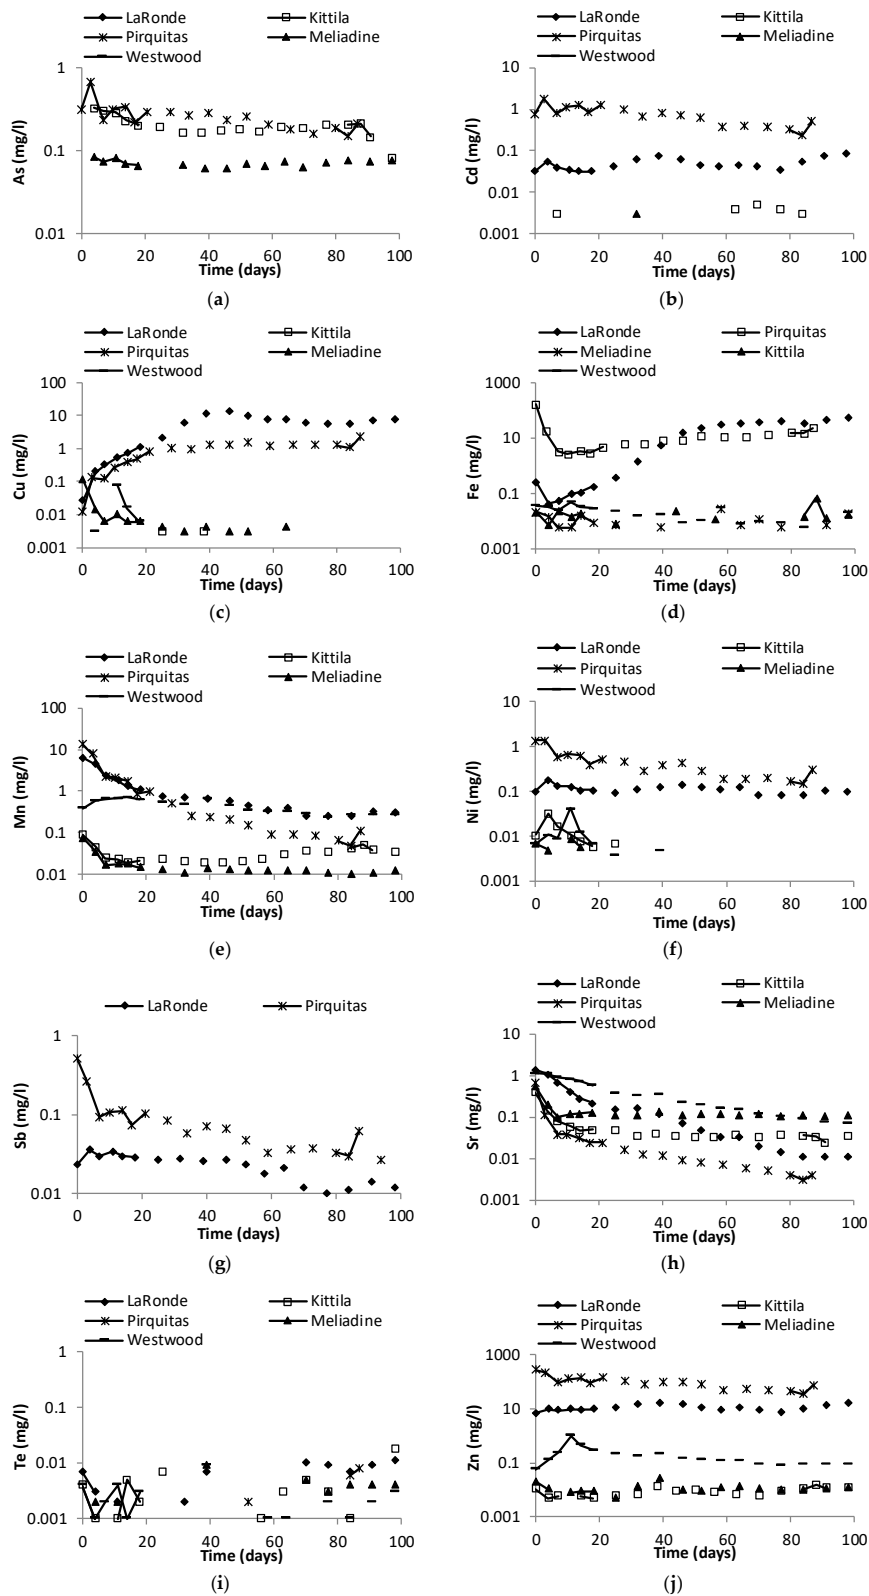 LaRonde Kittila
Pirquitas Meliadine
Westwood
1
0.1
0.01
As (mg/l)
0 20 40 60 80 100
Time (days)
(a)
LaRonde Kittila
Pirquitas Meliadine
Westwood
10
1
0.1
0.01
0.001
Cd (mg/l)
0 20 40 60 80 100
Time (days)
(b)
LaRonde Kittila
Pirquitas Meliadine
Westwood
100
10
1
0.1
0.01
0.001
Cu (mg/l)
0 20 40 60 80 100
(c)
LaRonde Pirquitas
Meliadine Kittila
Westwood
1000
10
0.1
0.001
Fe (mg/l)
0 20 40 60 80 100
Time (days)
(d)
LaRonde Kittila
Pirquitas Meliadine
Westwood
100
10
1
0.1
0.01
Mn (mg/l)
0 20 40 60 80 100
Time (days)
(e)
LaRonde Kittila
Pirquitas Meliadine
Westwood
10
1
0.1
0.01
0.001
Ni (mg/l)
0 20 40 60 80 100
Time (days)
(f)
LaRonde Pirquitas
1
0.1
0.01
Sb (mg/l)
0 20 40 60 80 100
Time (days)
(g)
LaRonde Kittila
Pirquitas Meliadine
Westwood
10
1
0.1
0.01
0.001
Sr (mg/l)
0 20 40 60 80 100
Time (days)
(h)
LaRonde Kittila
Pirquitas Meliadine
Westwood
1
0.1
0.01
0.001
Te (mg/l)
0 20 40 60 80 100
Time (days)
(i)
LaRonde Kittila
Pirquitas Meliadine
Westwood
1000
10
0.1
0.001
Zn (mg/l)
0 20 40 60 80 100
Time (days)
(j)